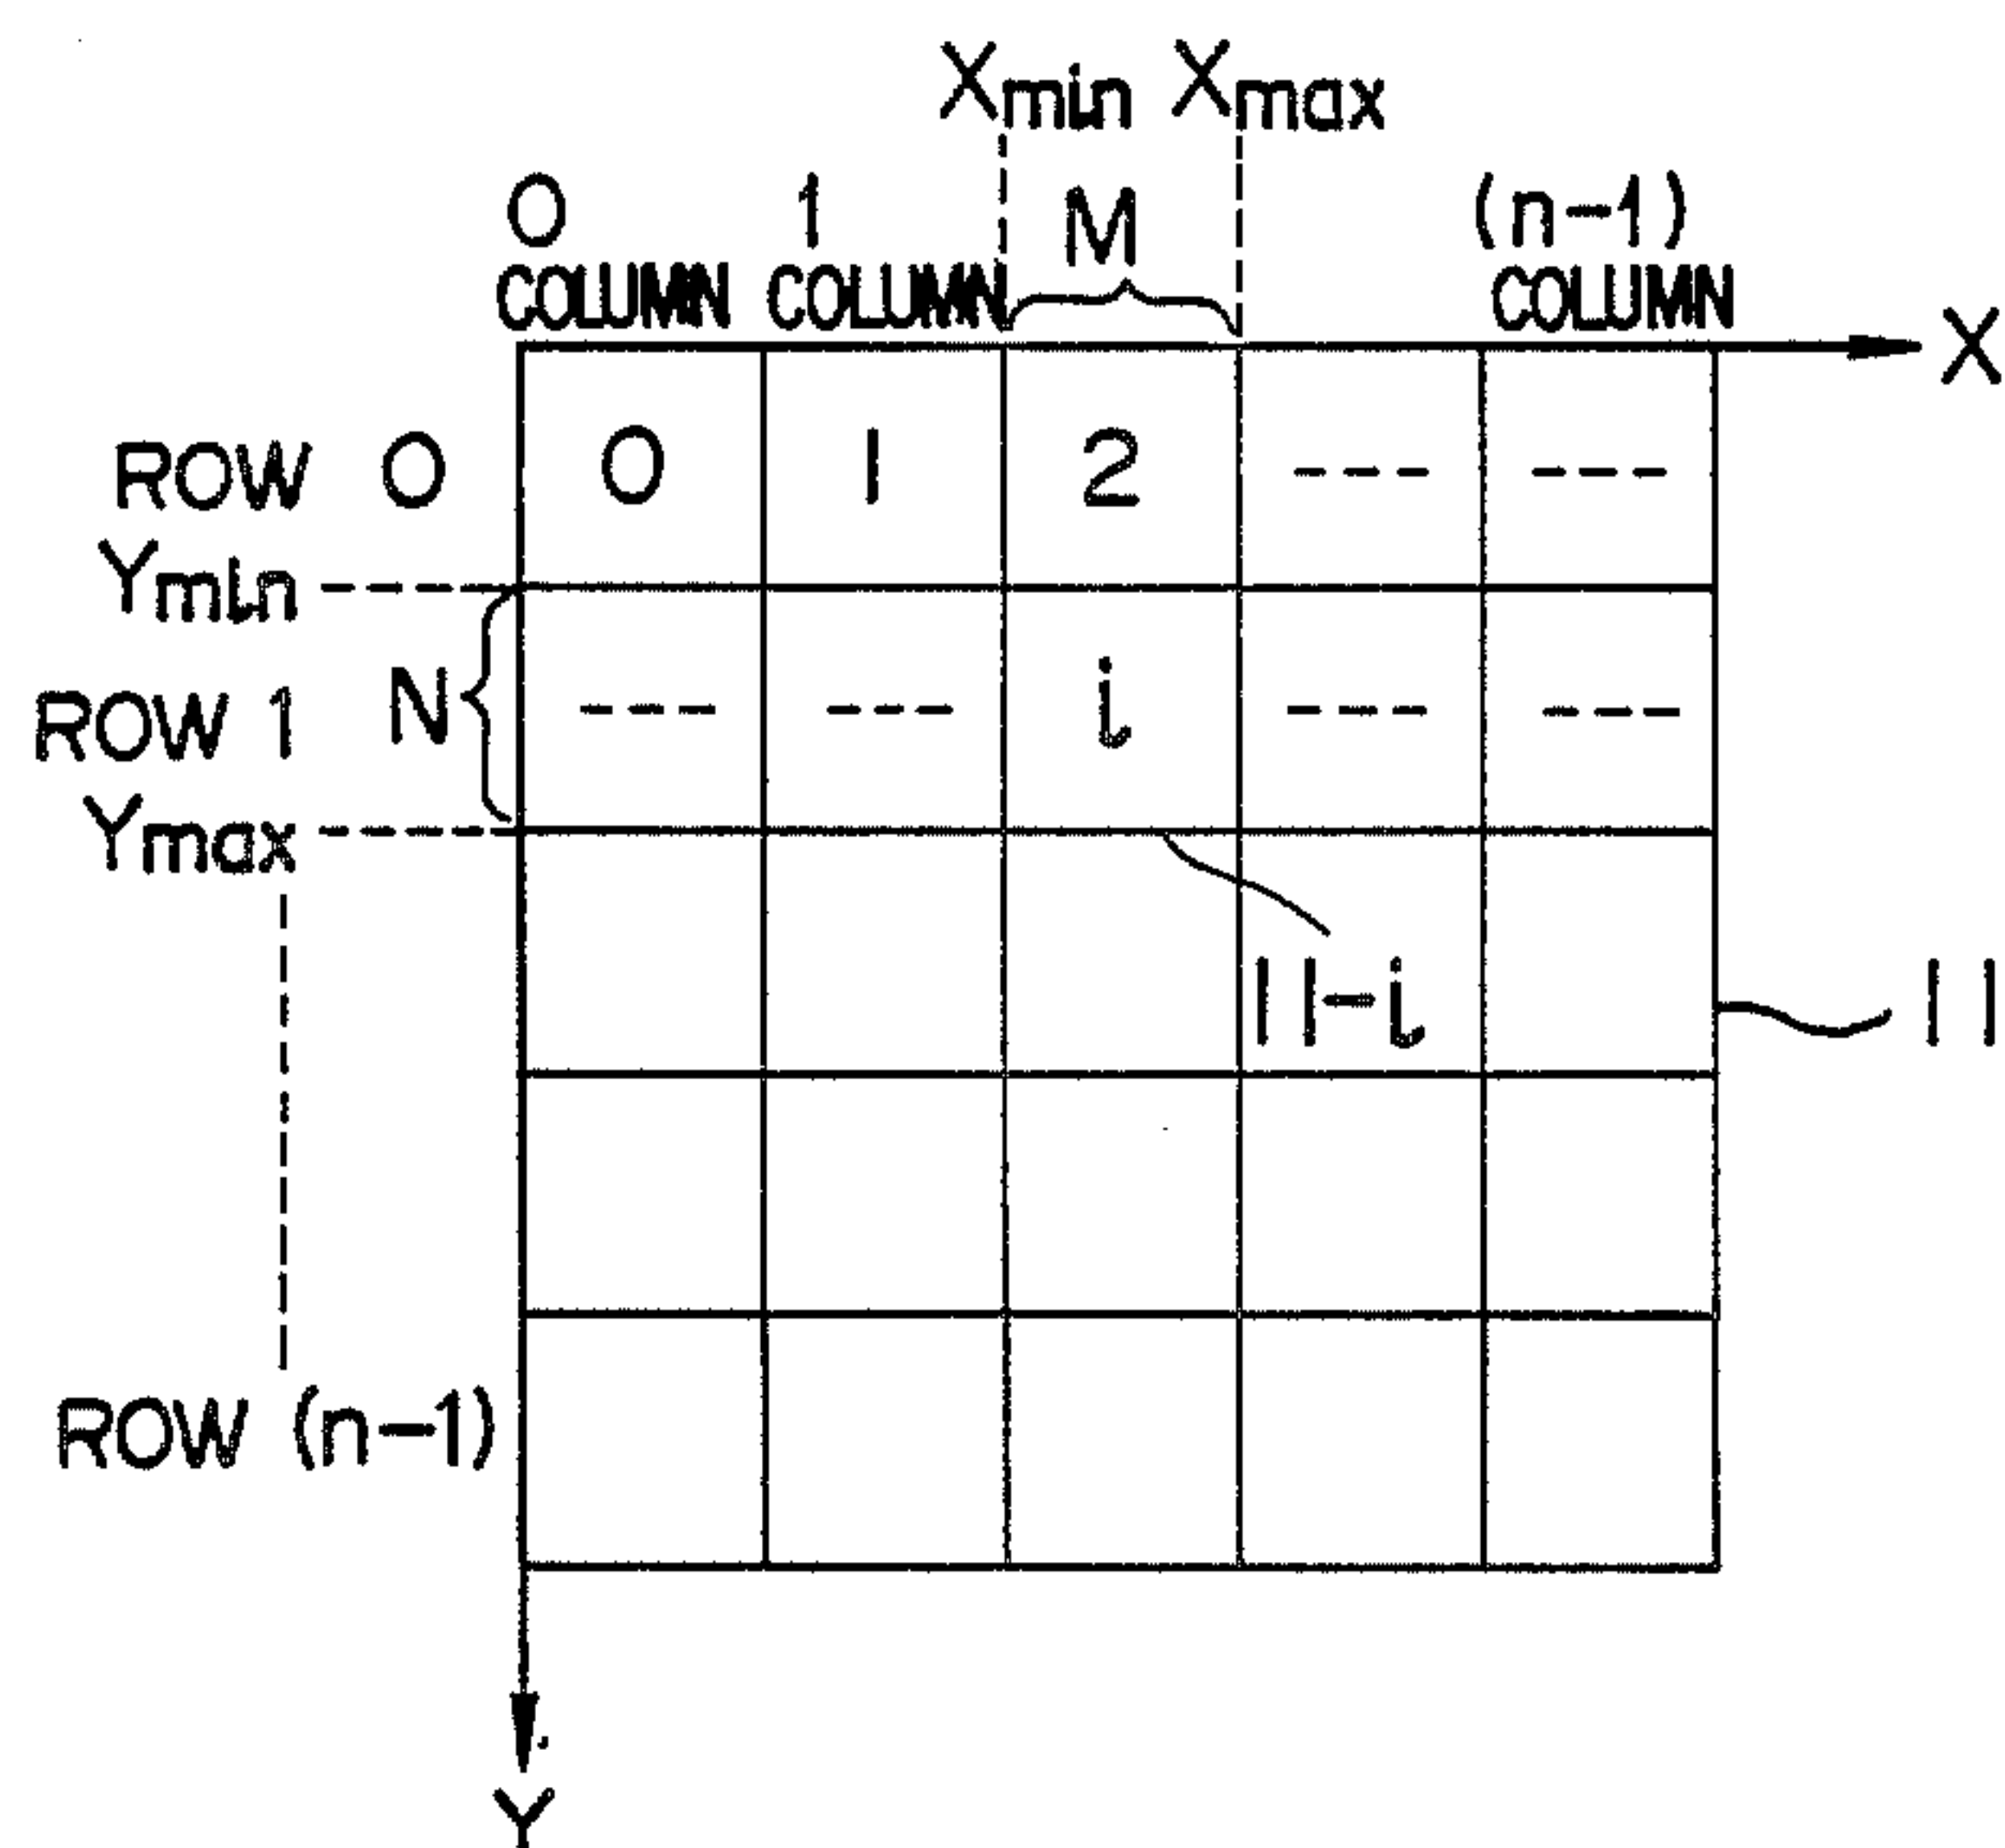 Xmin Xmax
0 1 M (n-1)
COLUMN COLUMN COLUMN
X
ROW 0 0 1 2 --- ---
Ymin
ROW 1 N --- --- i --- ---
Ymax
11-i 11
ROW (n-1)
Y